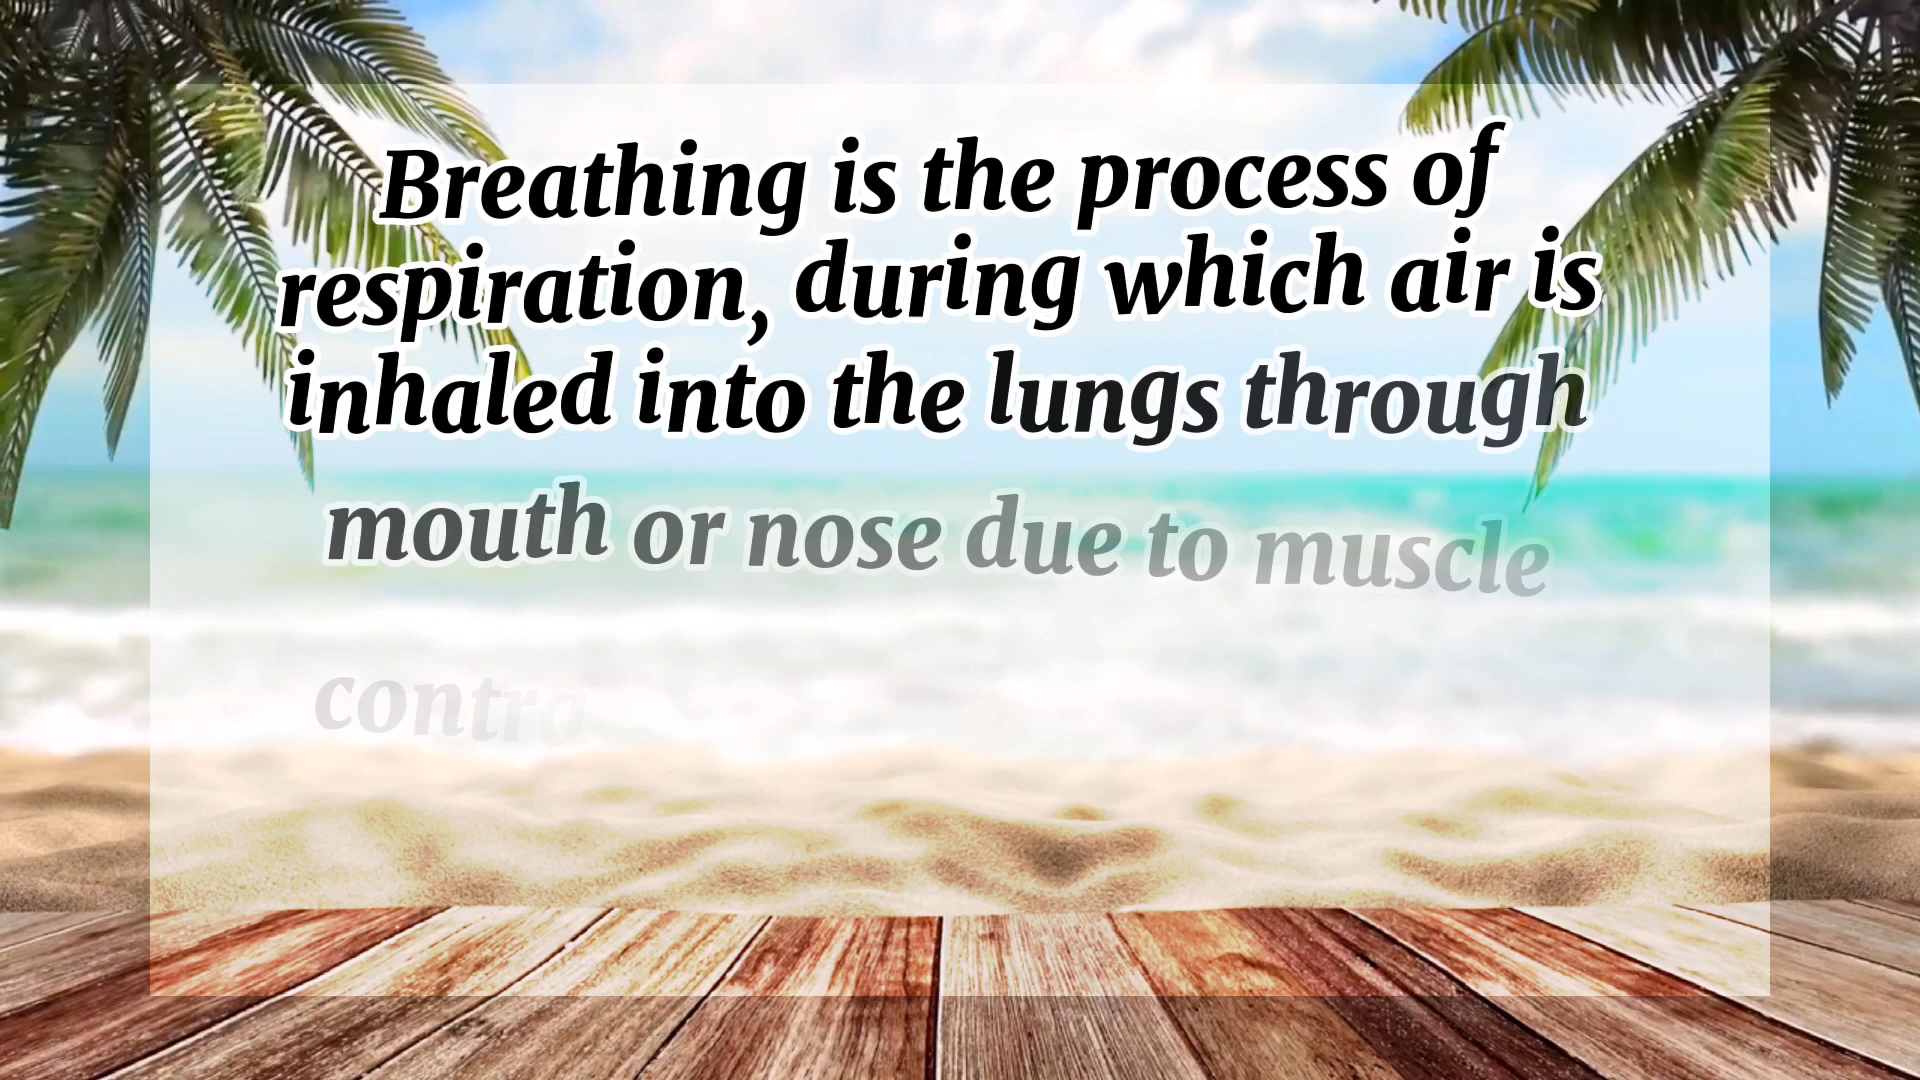 Breathing is the process of
respiration, during which air is
inhaled into the lungs through
mouth or nose due to muscle
contra